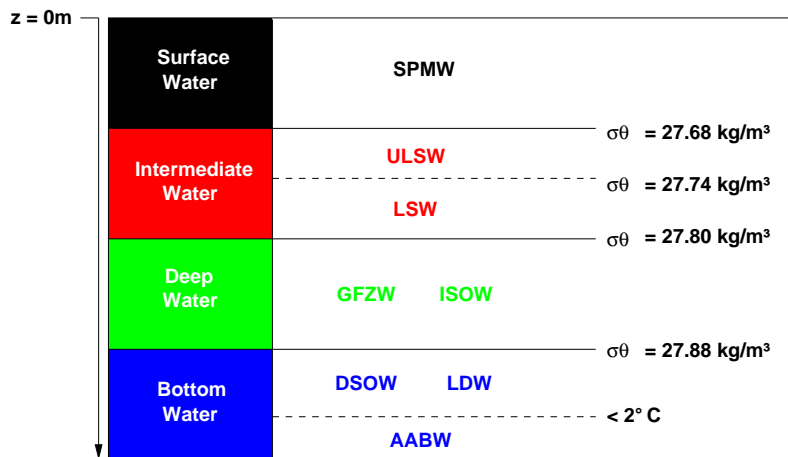 z = 0m
Surface
Water
SPMW
σθ = 27.68 kg/m³
ULSW
Intermediate
Water
σθ = 27.74 kg/m³
LSW
σθ = 27.80 kg/m³
Deep
Water
GFZW ISOW
σθ = 27.88 kg/m³
Bottom
Water
DSOW LDW
< 2° C
AABW